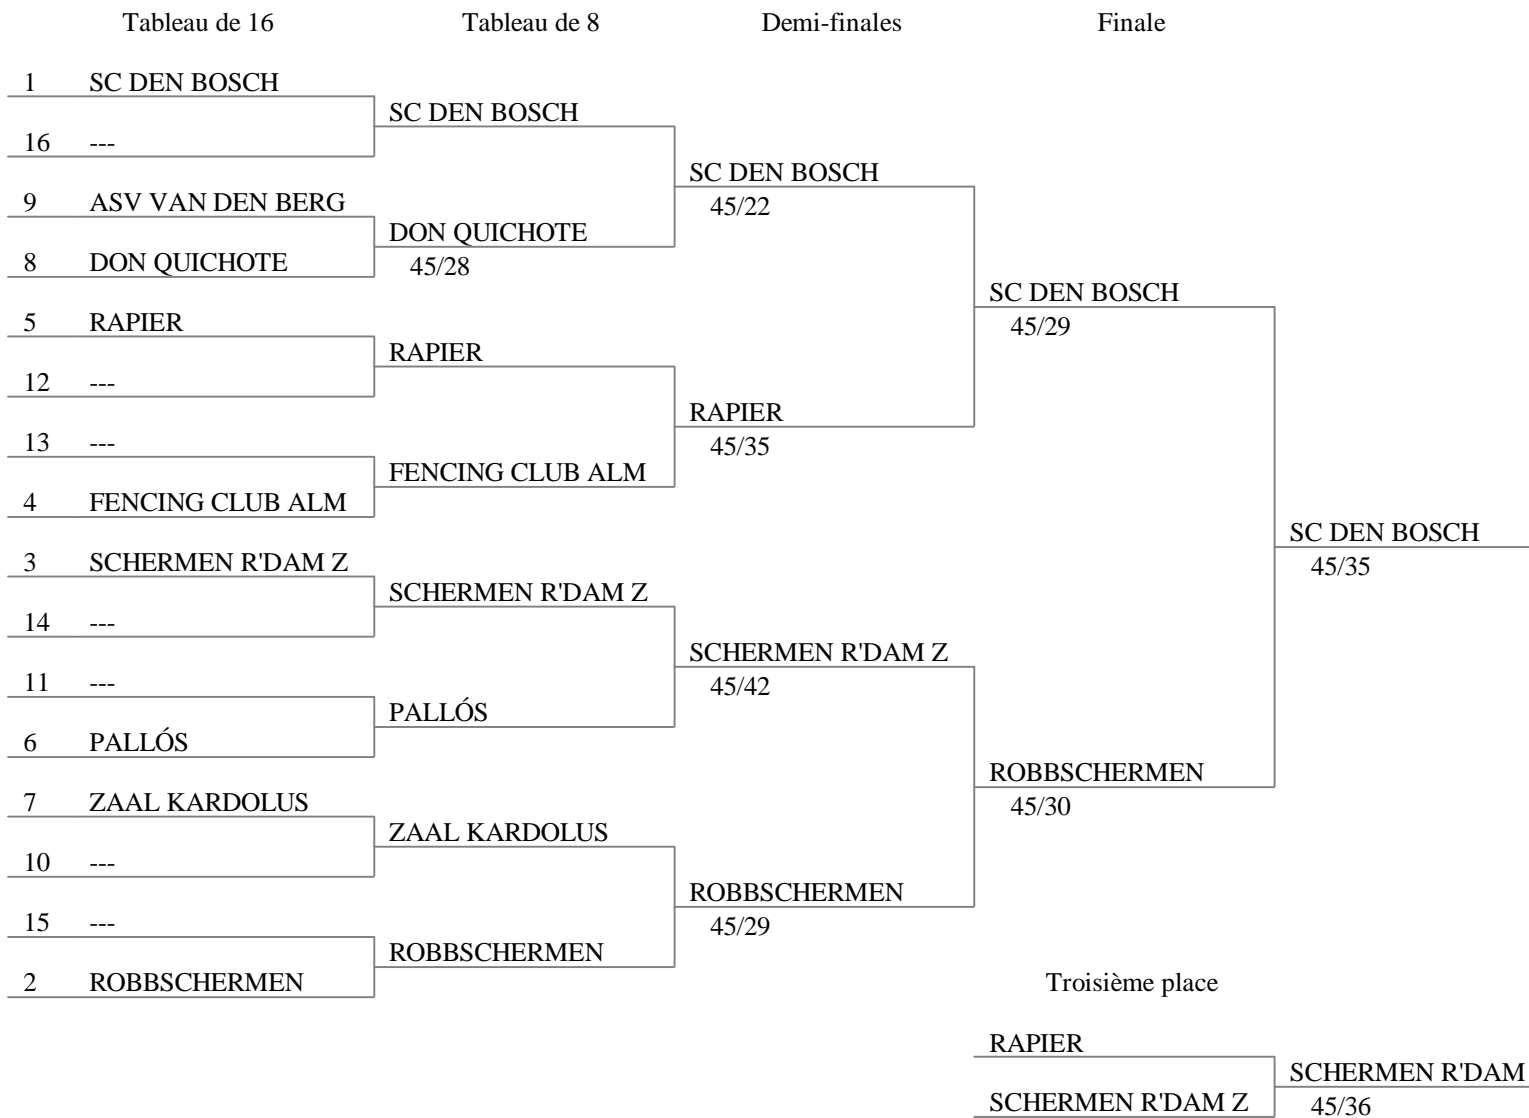 Tableau de 16 Tableau de 8 Demi-finales Finale
1 SC DEN BOSCH
SC DEN BOSCH
16 ---
SC DEN BOSCH
45/22
9 ASV VAN DEN BERG
DON QUICHOTE
45/28
8 DON QUICHOTE
SC DEN BOSCH
45/29
5 RAPIER
RAPIER
12 ---
RAPIER
45/35
13 ---
FENCING CLUB ALM
4 FENCING CLUB ALM
SC DEN BOSCH
45/35
3 SCHERMEN R'DAM Z
SCHERMEN R'DAM Z
14 ---
SCHERMEN R'DAM Z
45/42
11 ---
PALLÓS
6 PALLÓS
ROBBSCHERMEN
45/30
7 ZAAL KARDOLUS
ZAAL KARDOLUS
10 ---
ROBBSCHERMEN
45/29
15 ---
ROBBSCHERMEN
2 ROBBSCHERMEN
Troisième place
RAPIER
SCHERMEN R'DAM
45/36
SCHERMEN R'DAM Z